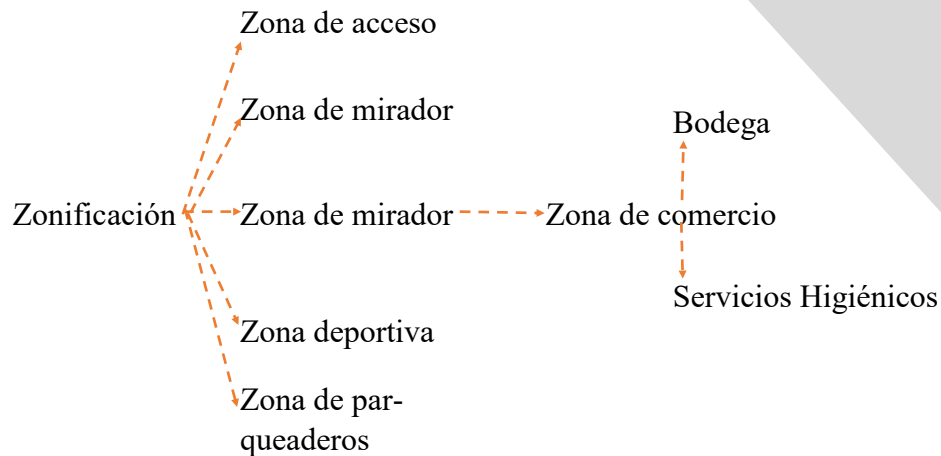 Zona de acceso
Zona de mirador
Bodega
Zonificación
Zona de mirador
Zona de comercio
Servicios Higiénicos
Zona deportiva
Zona de par-
queaderos